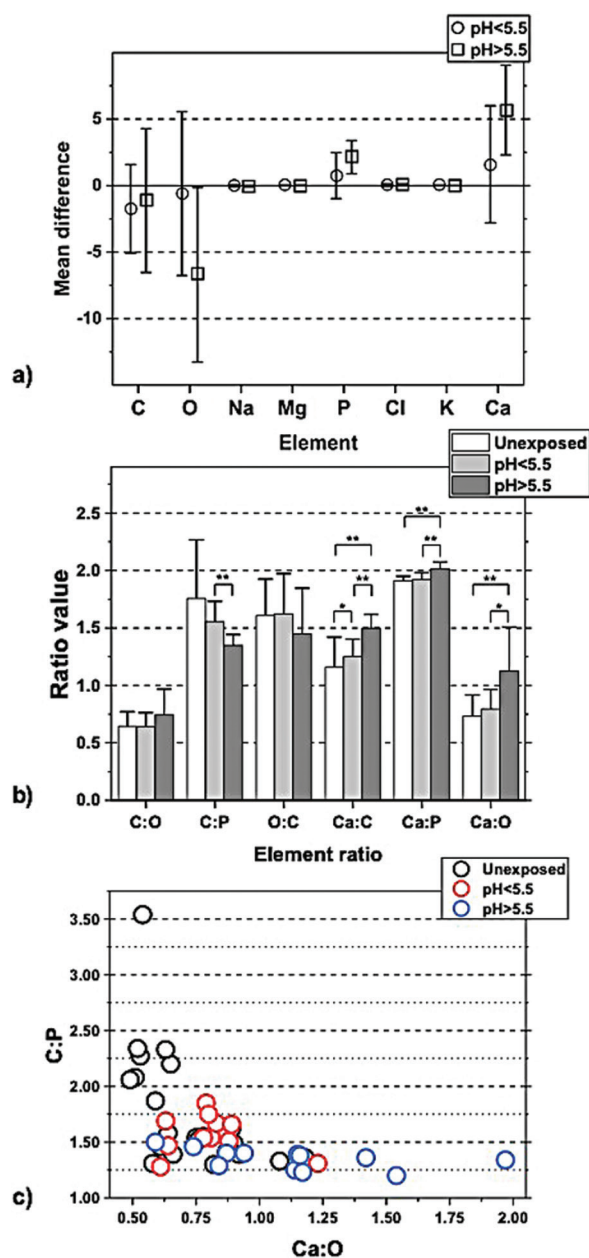 pH<5.5
pH>5.5
Mean difference
5
0
-5
-10
C O Na Mg P Cl K Ca
Element
a)
Unexposed
pH<5.5
pH>5.5
Ratio value
2.5
2.0
1.5
1.0
0.5
0.0
** ** ** * ** ** ** ** *
C:O C:P O:C Ca:C Ca:P Ca:O
Element ratio
b)
Unexposed
pH<5.5
pH>5.5
C:P
3.50
3.00
2.50
2.00
1.50
1.00
0.50 0.75 1.00 1.25 1.50 1.75 2.00
Ca:O
c)